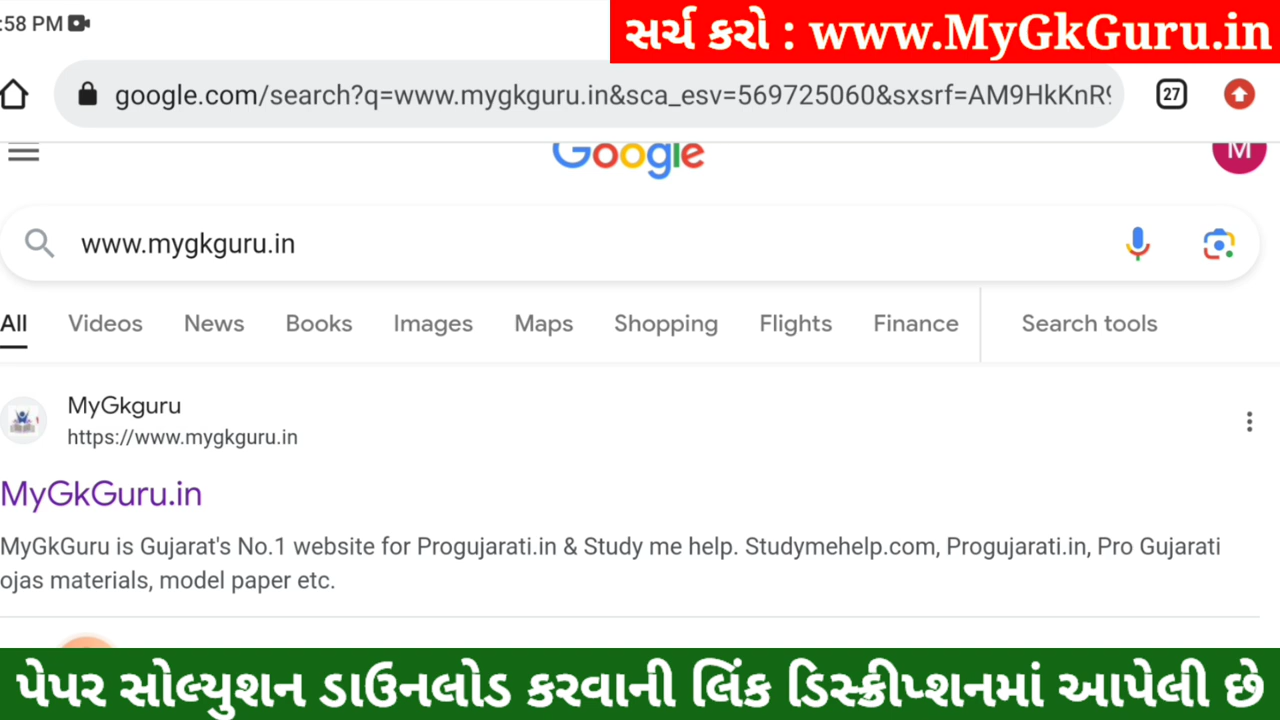 :58 PM
સર્ચ કરો : www.MyGkGuru.in
google.com/search?q=www.mygkguru.in&sca_esv=569725060&sxsrf=AM9HkKnR9
27
Google
M
www.mygkguru.in
All Videos News Books Images Maps Shopping Flights Finance Search tools
MyGkguru
https://www.mygkguru.in
MyGkGuru.in
MyGkGuru is Gujarat's No.1 website for Progujarati.in & Study me help. Studymehelp.com, Progujarati.in, Pro Gujarati
ojas materials, model paper etc.
પેપર સોલ્યુશન ડાઉનલોડ કરવાની લિંક ડિસ્ક્રીપ્શનમાં આપેલી છે